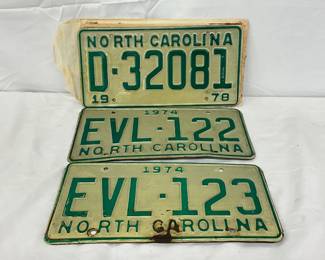 NORTH CAROLINA
D-32081
19 78
1974
EVL-122
NORTH CAROLINA
1974
EVL-123
NORTH CAROLINA